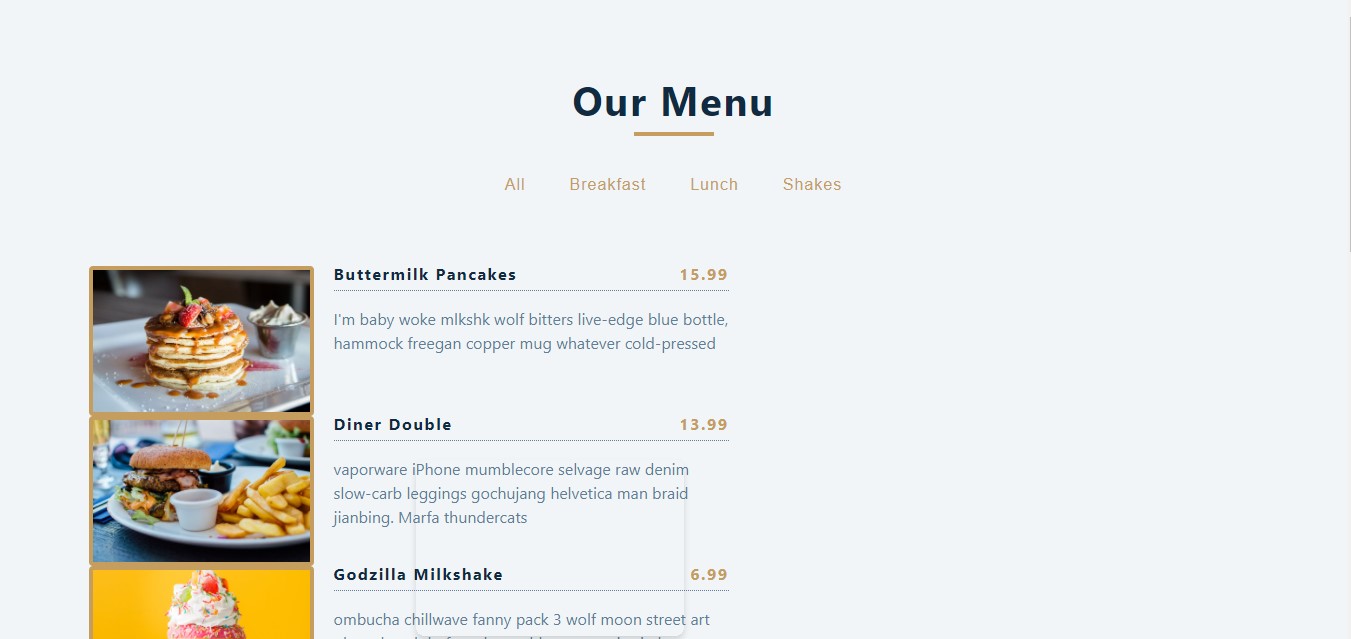 Our Menu
All Breakfast Lunch Shakes
Buttermilk Pancakes 15.99
I'm baby woke mlkshk wolf bitters live-edge blue bottle,
hammock freegan copper mug whatever cold-pressed
Diner Double 13.99
vaporware iPhone mumblecore selvage raw denim
slow-carb leggings gochujang helvetica man braid
jianbing. Marfa thundercats
Godzilla Milkshake 6.99
ombucha chillwave fanny pack 3 wolf moon street art